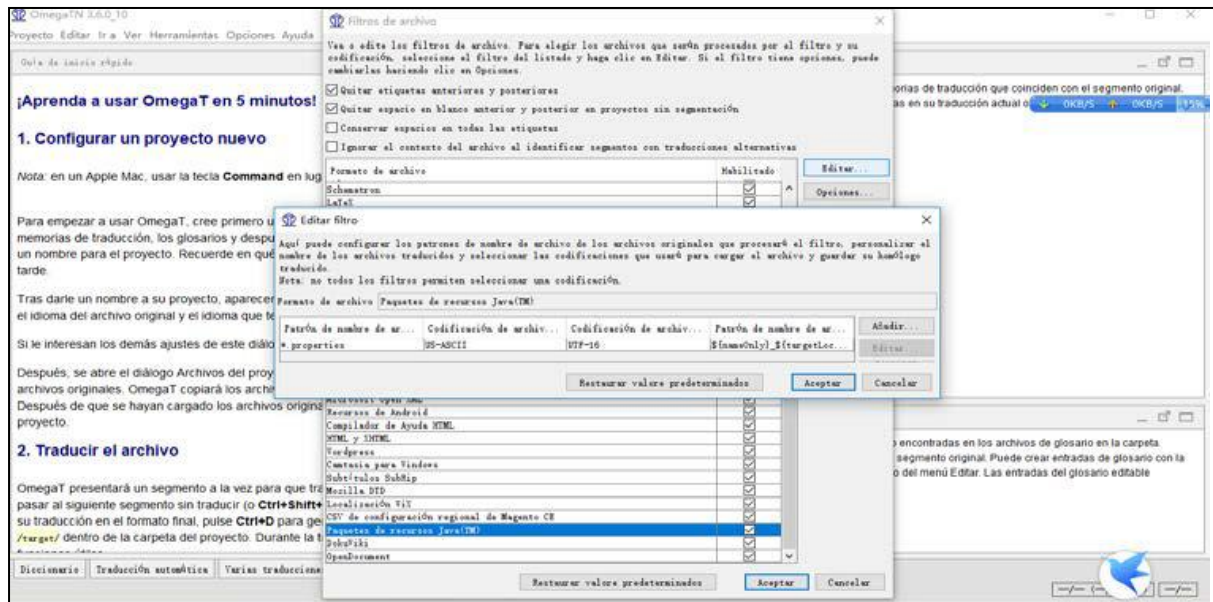 OmegaTN 3.6.0_10
Proyecto Editar Ir a Ver Herramientas Opciones Ayuda
Guía de inicio rápido
¡Aprenda a usar OmegaT en 5 minutos!
1. Configurar un proyecto nuevo
Nota: en un Apple Mac, usar la tecla Command en lug
Para empezar a usar OmegaT, cree primero u
memorias de traducción, los glosarios y despu
un nombre para el proyecto. Recuerde en qué
tarde.
Tras darle un nombre a su proyecto, aparecer
el idioma del archivo original y el idioma que te
Si le interesan los demás ajustes de este diálo
Después, se abre el diálogo Archivos del proy
archivos originales. OmegaT copiará los archi
Después de que se hayan cargado los archivos origina
proyecto.
2. Traducir el archivo
OmegaT presentará un segmento a la vez para que tra
pasar al siguiente segmento sin traducir (o Ctrl+Shift+
su traducción en el formato final, pulse Ctrl+D para ge
/target/ dentro de la carpeta del proyecto. Durante la t
Diccionario Traducción automática Varias traduccione
Filtros de archivo
Vea o edite los filtros de archivo. Para elegir los archivos que serán procesados por el filtro y su
codificación, seleccione el filtro del listado y haga clic en Editar. Si el filtro tiene opciones, puede
cambiarlas haciendo clic en Opciones.
Quitar etiquetas anteriores y posteriores
Quitar espacio en blanco anterior y posterior en proyectos sin segmentación
Conservar espacios en todas las etiquetas
Ignorar el contexto del archivo al identificar segmentos con traducciones alternativas
Formato de archivo Habilitado
Editar...
Schematron
Opciones...
LaTeX
Editar filtro
Aquí puede configurar los patrones de nombre de archivo de los archivos originales que procesará el filtro, personalizar el
nombre de los archivos traducidos y seleccionar las codificaciones que usará para cargar el archivo y guardar su homólogo
traducido.
Nota: no todos los filtros permiten seleccionar una codificación.
Formato de archivo Paquetes de recursos Java(TM)
Patrón de nombre de ar... Codificación de archiv... Codificación de archiv... Patrón de nombre de ar...
Añadir...
*.properties US-ASCII UTF-16 ${nameOnly}_${targetLoc...
Editar...
Restaurar valore predeterminados Aceptar Cancelar
Microsoft Open XML
Recursos de Android
Compilador de Ayuda HTML
HTML y XHTML
Wordpress
Camtasia para Windows
Subtítulos SubRip
Mozilla DTD
Localización WiX
CSV de configuración regional de Magento CE
Paquetes de recursos Java(TM)
DokuWiki
OpenDocument
Restaurar valore predeterminados Aceptar Cancelar
orias de traducción que coinciden con el segmento original.
as en su traducción actual o
0KB/S 0KB/S 15%
encontradas en los archivos de glosario en la carpeta
segmento original. Puede crear entradas de glosario con la
o del menú Editar. Las entradas del glosario editable
--/-- --/--